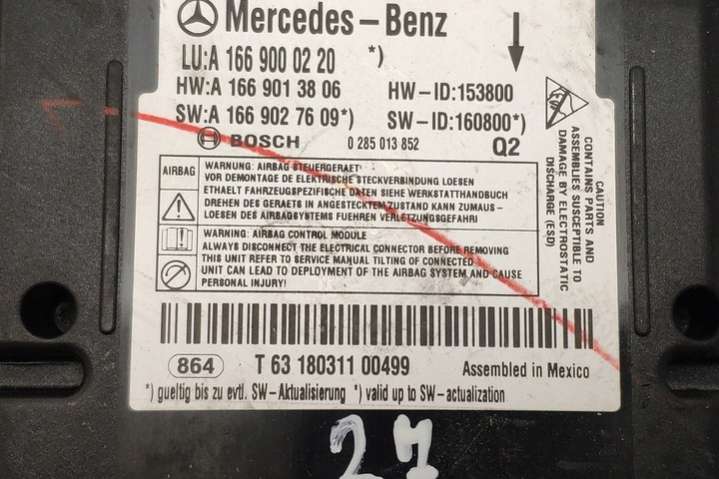 Mercedes-Benz
LU:A 166 900 02 20 *)
HW:A 166 901 38 06 HW-ID:153800
SW:A 166 902 76 09*) SW-ID:160800*)
BOSCH 0 285 013 852 Q2
AIRBAG
WARNUNG: AIRBAG STEUERGERAET!
VOR DEMONTAGE DE ELEKTRISCHE STECKVERBINDUNG LOESEN
ETHAELT FAHRZEUGSPEZIFISCHE DATEN SIEHE WERKSTATTHANDBUCH
DREHEN DES GERAETS IN ANGESTECKTEN ZUSTAND KANN ZUMAUS-
LOESEN DES AIRBAGSYSTEMS FUEHREN VERLETZUNGSGEFAHR!
WARNING: AIRBAG CONTROL MODULE
ALWAYS DISCONNECT THE ELECTRICAL CONNECTOR BEFORE REMOVING
THIS UNIT REFER TO SERVICE MANUAL TILTING OF CONNECTED
UNIT CAN LEAD TO DEPLOYMENT OF THE AIRBAG SYSTEM AND CAUSE
PERSONAL INJURY!
CAUTION
CONTAINS PARTS AND
ASSEMBLIES SUSCEPTIBLE TO
DAMAGE BY ELECTROSTATIC
DISCHARGE (ESD)
864 T 63 180311 00499 Assembled in Mexico
*) gueltig bis zu evtl. SW-Aktualisierung *) valid up to SW-actualization
27